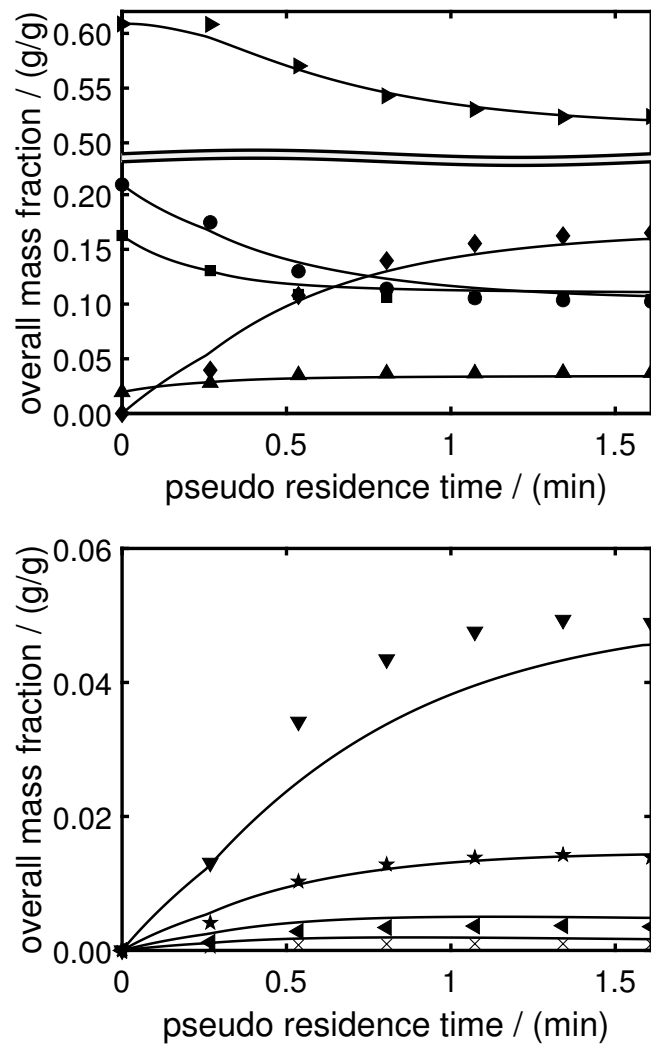 overall mass fraction / (g/g)
0.60
0.55
0.50
0.20
0.15
0.10
0.05
0.00
0 0.5 1 1.5
pseudo residence time / (min)
overall mass fraction / (g/g)
0.06
0.04
0.02
0.00
0 0.5 1 1.5
pseudo residence time / (min)